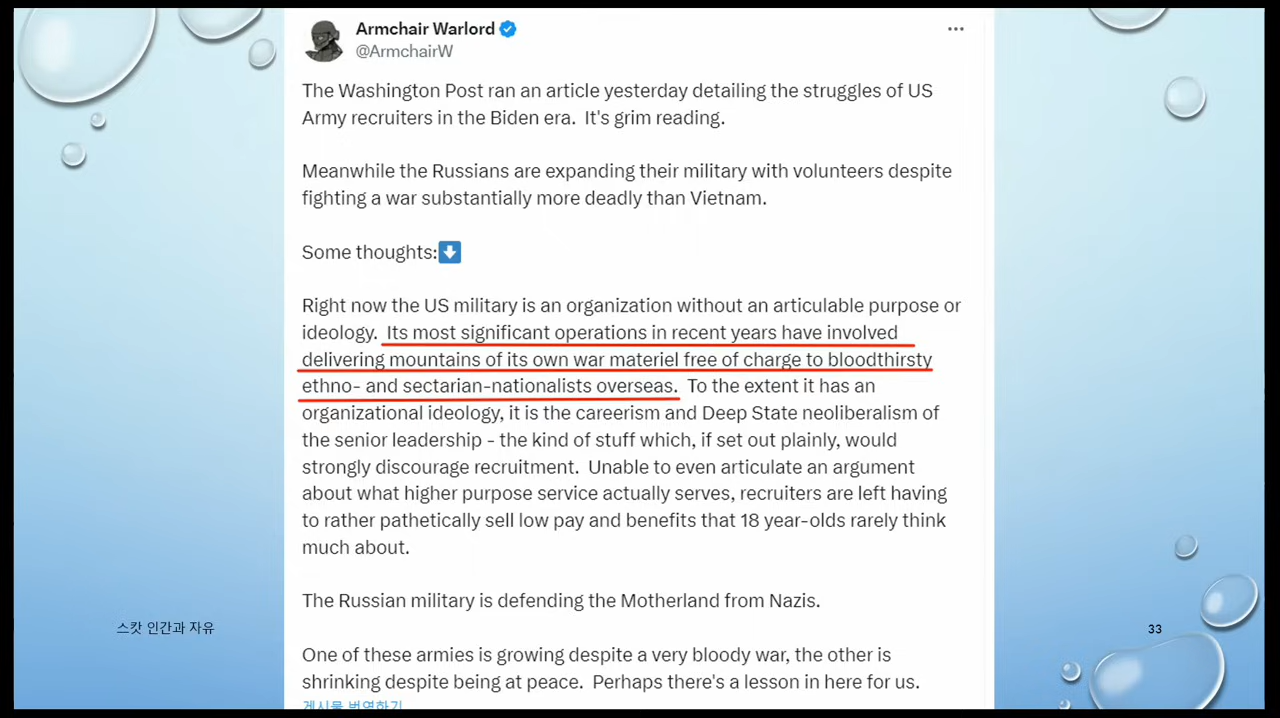 Armchair Warlord
@ArmchairW
The Washington Post ran an article yesterday detailing the struggles of US
Army recruiters in the Biden era.  It's grim reading.
Meanwhile the Russians are expanding their military with volunteers despite
fighting a war substantially more deadly than Vietnam.
Some thoughts:⬇️
Right now the US military is an organization without an articulable purpose or
ideology.  Its most significant operations in recent years have involved
delivering mountains of its own war materiel free of charge to bloodthirsty
ethno- and sectarian-nationalists overseas.  To the extent it has an
organizational ideology, it is the careerism and Deep State neoliberalism of
the senior leadership - the kind of stuff which, if set out plainly, would
strongly discourage recruitment.  Unable to even articulate an argument
about what higher purpose service actually serves, recruiters are left having
to rather pathetically sell low pay and benefits that 18 year-olds rarely think
much about.
The Russian military is defending the Motherland from Nazis.
One of these armies is growing despite a very bloody war, the other is
shrinking despite being at peace.  Perhaps there's a lesson in here for us.
게시물 번역하기
스캇 인간과 자유
33